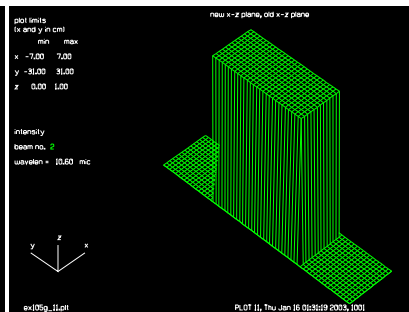 new x-z plane, old x-z plane
plot limits
(x and y in cm)
min max
x -7.00 7.00
y -31.00 31.00
z 0.00 1.00
intensity
beam no. 2
wavelen = 10.60 mic
y z x
ex105g_11.plt
PLOT 11, Thu Jan 16 01:31:19 2003, 1001